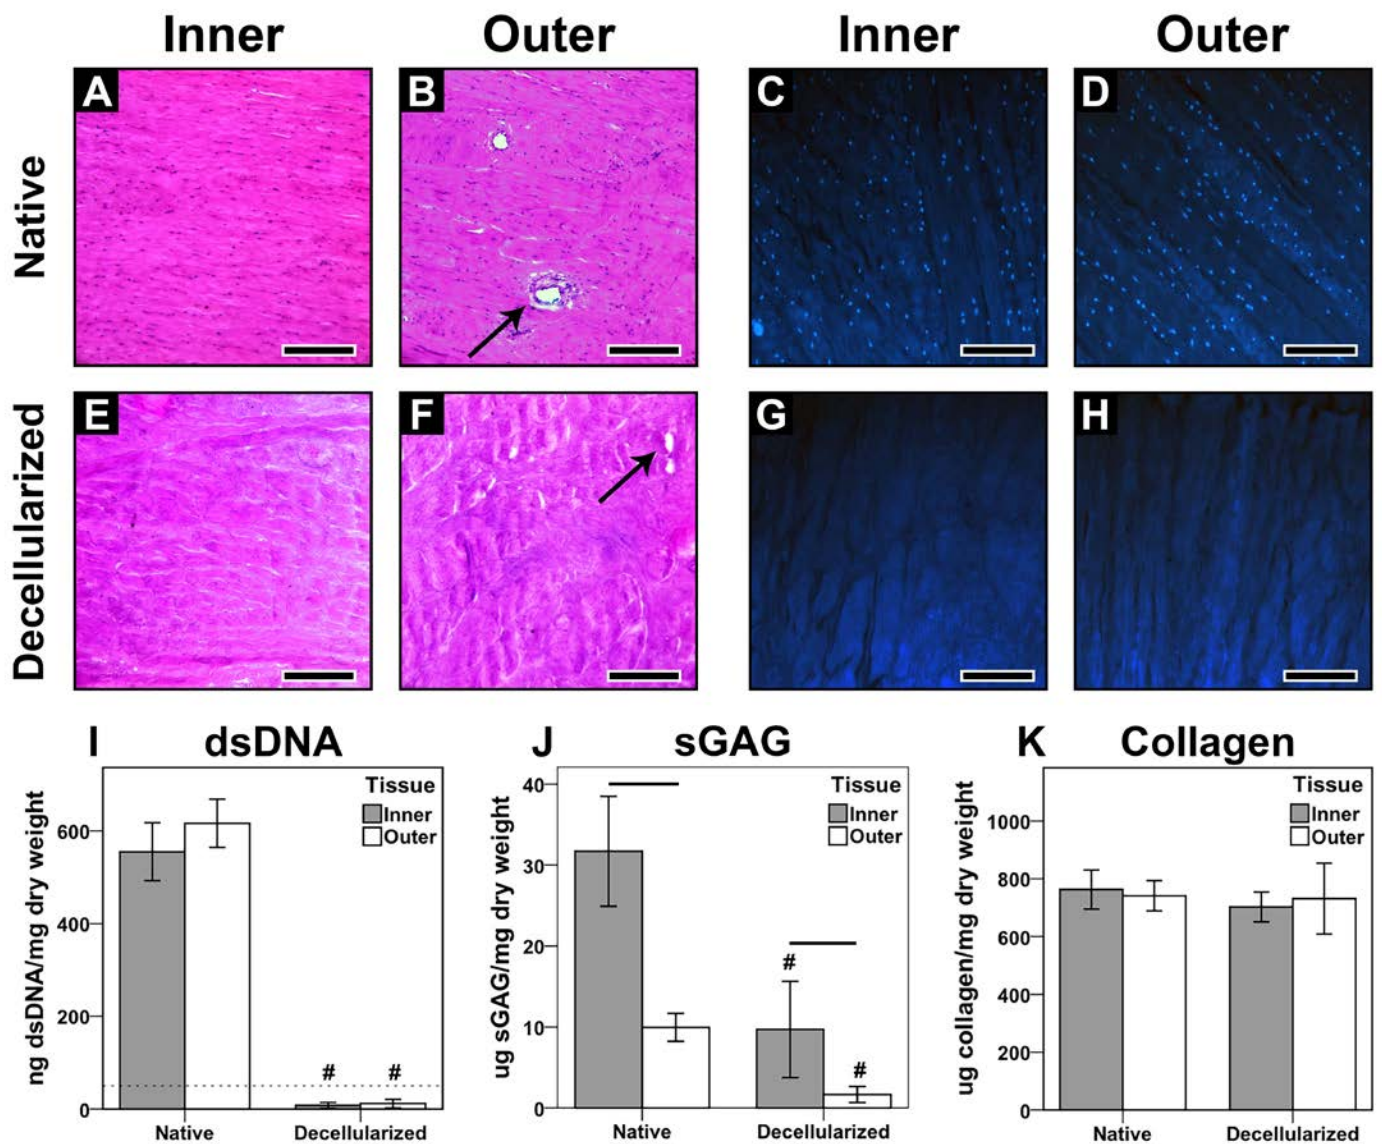 Inner Outer Inner Outer
Native
A B C D
Decellularized
E F G H
I dsDNA
ng dsDNA/mg dry weight
600
400
200
0
Tissue
Inner
Outer
# #
Native Decellularized
J sGAG
ug sGAG/mg dry weight
40
30
20
10
0
Tissue
Inner
Outer
#
#
Native Decellularized
K Collagen
ug collagen/mg dry weight
1000
800
600
400
200
0
Tissue
Inner
Outer
Native Decellularized